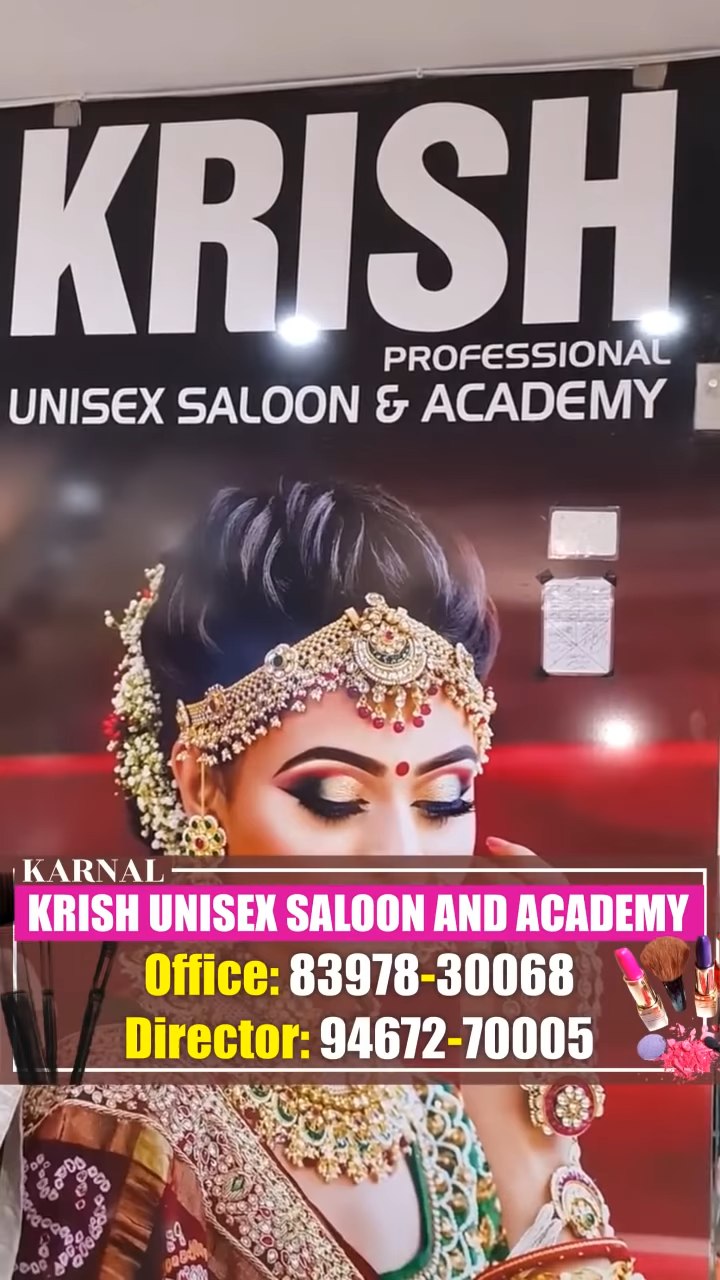 KRISH
PROFESSIONAL
UNISEX SALOON & ACADEMY
KARNAL
KRISH UNISEX SALOON AND ACADEMY
Office: 83978-30068
Director: 94672-70005